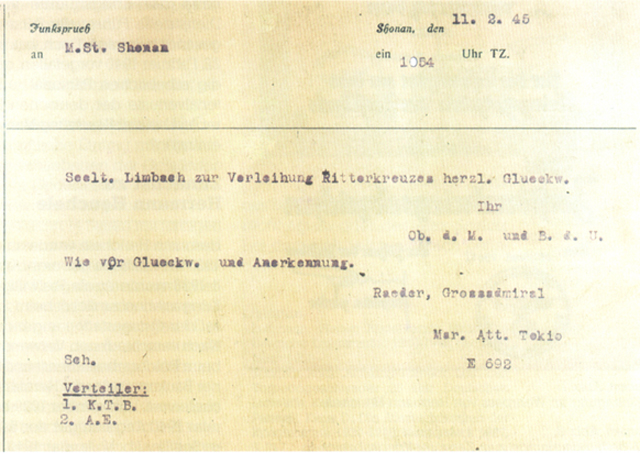 Funkspruch
an M.St. Shonan
Shonan, den 11. 2. 45
ein 1054 Uhr TZ.
Seelt. Limbach zur Verleihung Ritterkreuzes herzl. Glueckw.
Ihr
Ob. d. M. und B. d. U.
Wie vor Glueckw. und Anerkennung.
Raeder, Grossadmiral
Mar. Att. Tokio
E 692
Sch.
Verteiler:
1. K.T.B.
2. A.E.